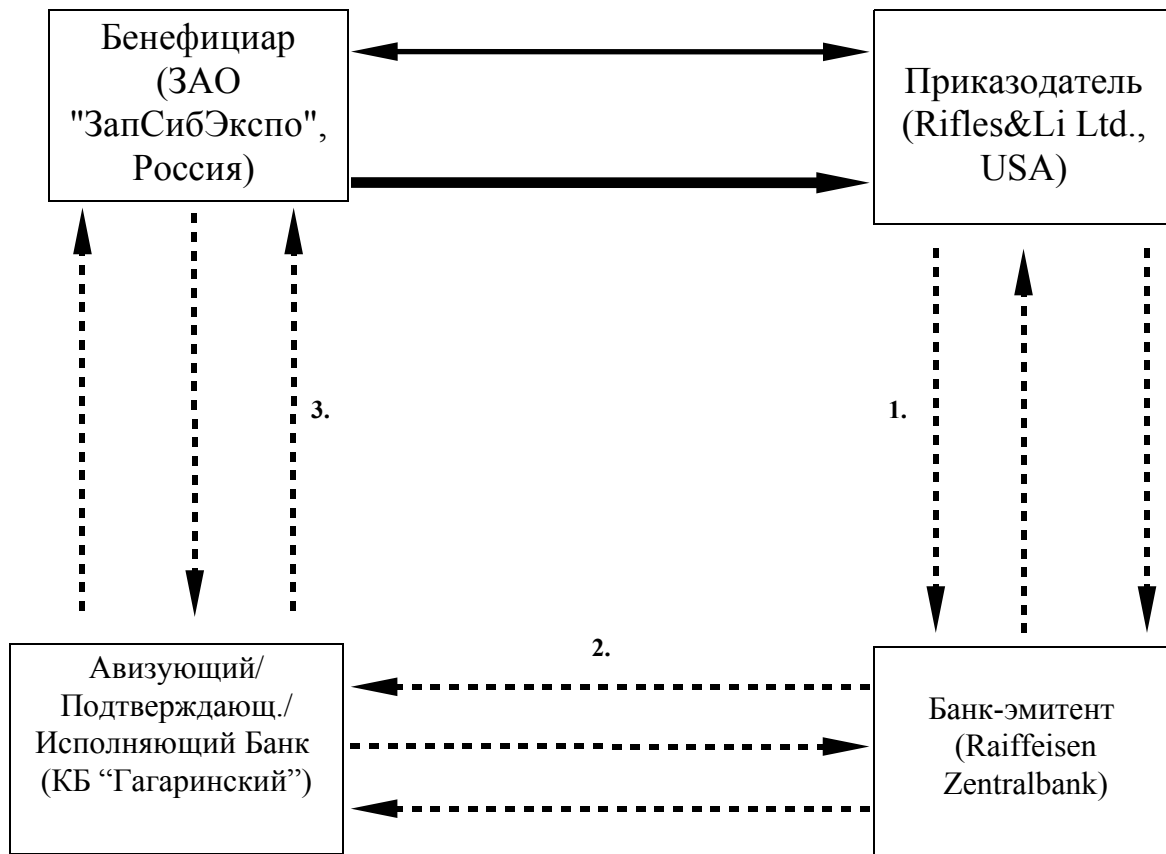 Бенефициар
(ЗАО
"ЗапСибЭкспо",
Россия)
Приказодатель
(Rifles&Li Ltd.,
USA)
3.
1.
2.
Авизующий/
Подтверждающ./
Исполняющий Банк
(КБ “Гагаринский”)
Банк-эмитент
(Raiffeisen
Zentralbank)